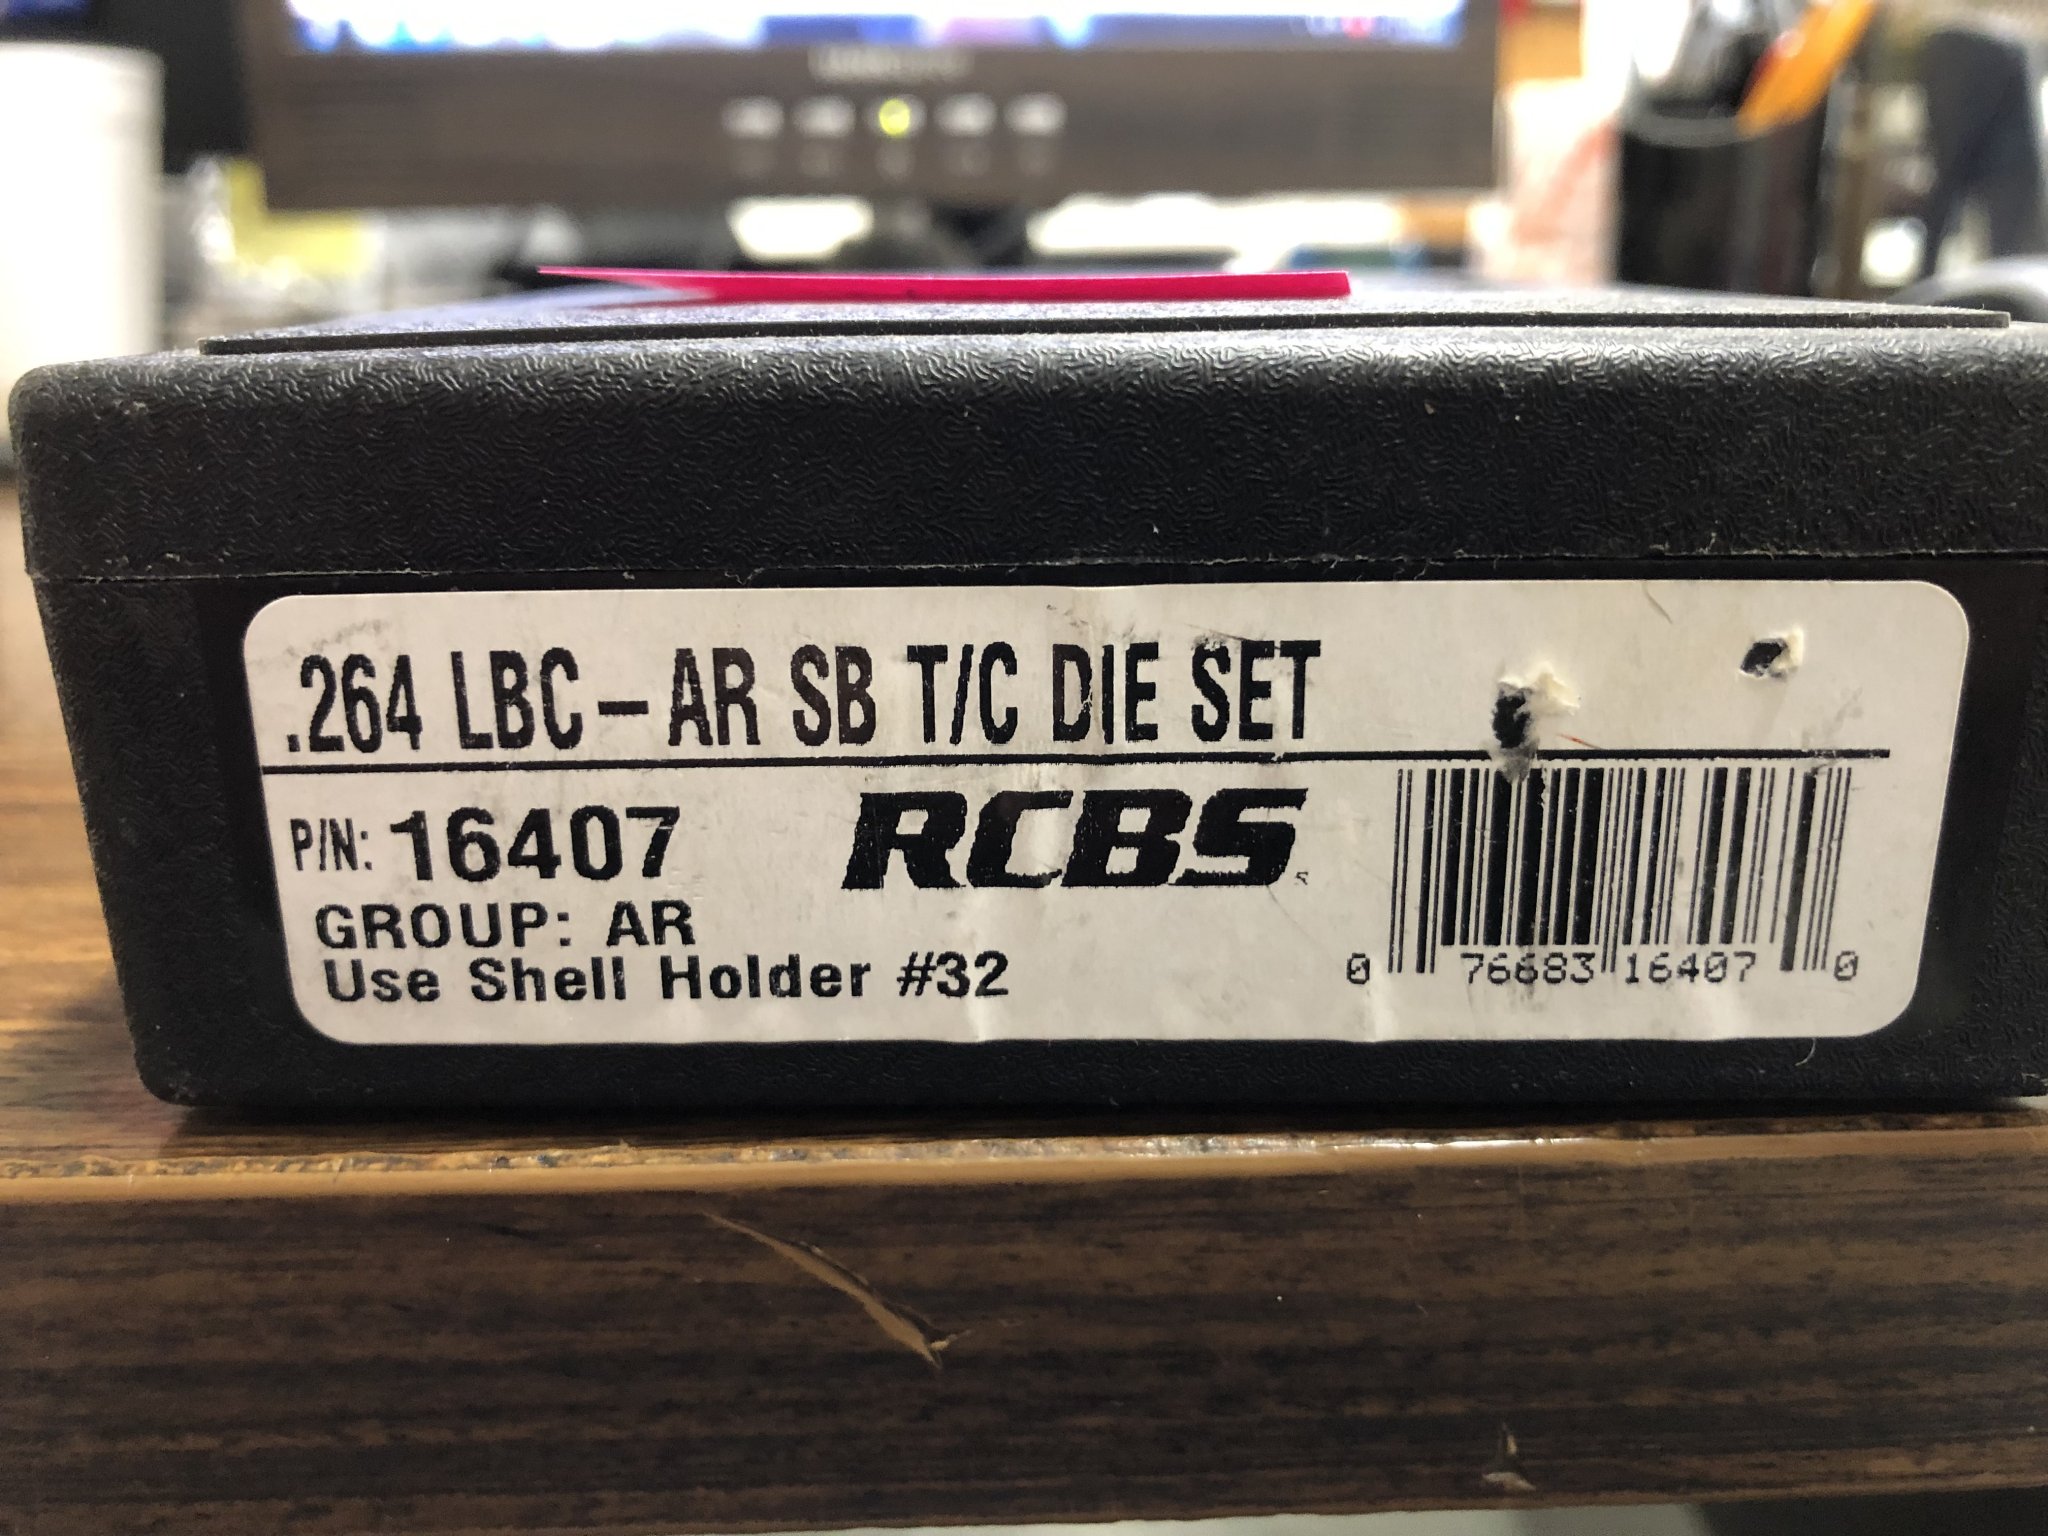 .264 LBC-AR SB T/C DIE SET
P/N: 16407
RCBS
GROUP: AR
Use Shell Holder #32
0 76683 16407 0